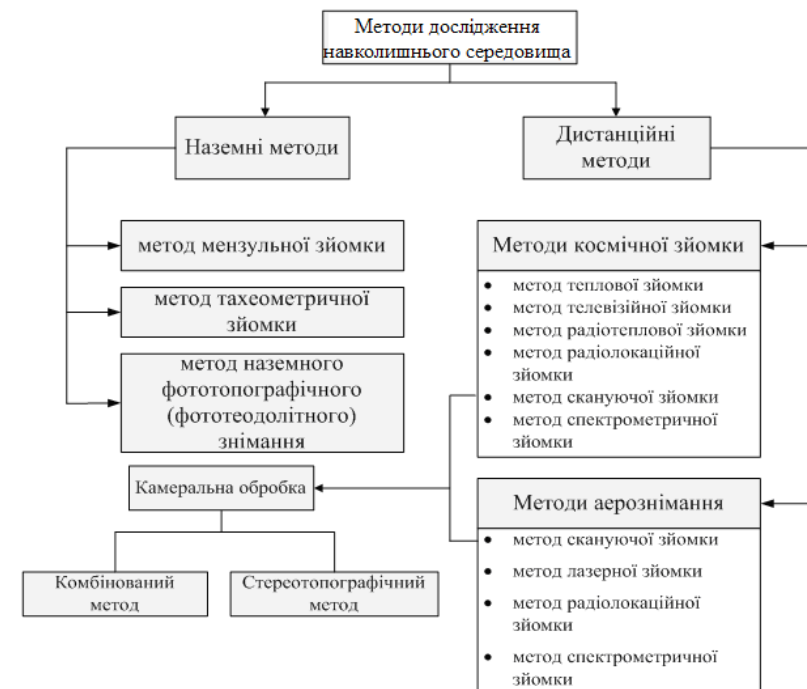 Методи дослідження
навколишнього середовища
Наземні методи
Дистанційні
методи
метод мензульної зйомки
метод тахеометричної
зйомки
метод наземного
фототопографічного
(фототеодолітного)
знімання
Методи космічної зйомки
• метод теплової зйомки
• метод телевізійної зйомки
• метод радіотеплової зйомки
• метод радіолокаційної
зйомки
• метод скануючої зйомки
• метод спектрометричної
зйомки
Камеральна обробка
Комбінований
метод
Стереотопографічний
метод
Методи аерознімання
• метод скануючої зйомки
• метод лазерної зйомки
• метод радіолокаційної
зйомки
• метод спектрометричної
зйомки